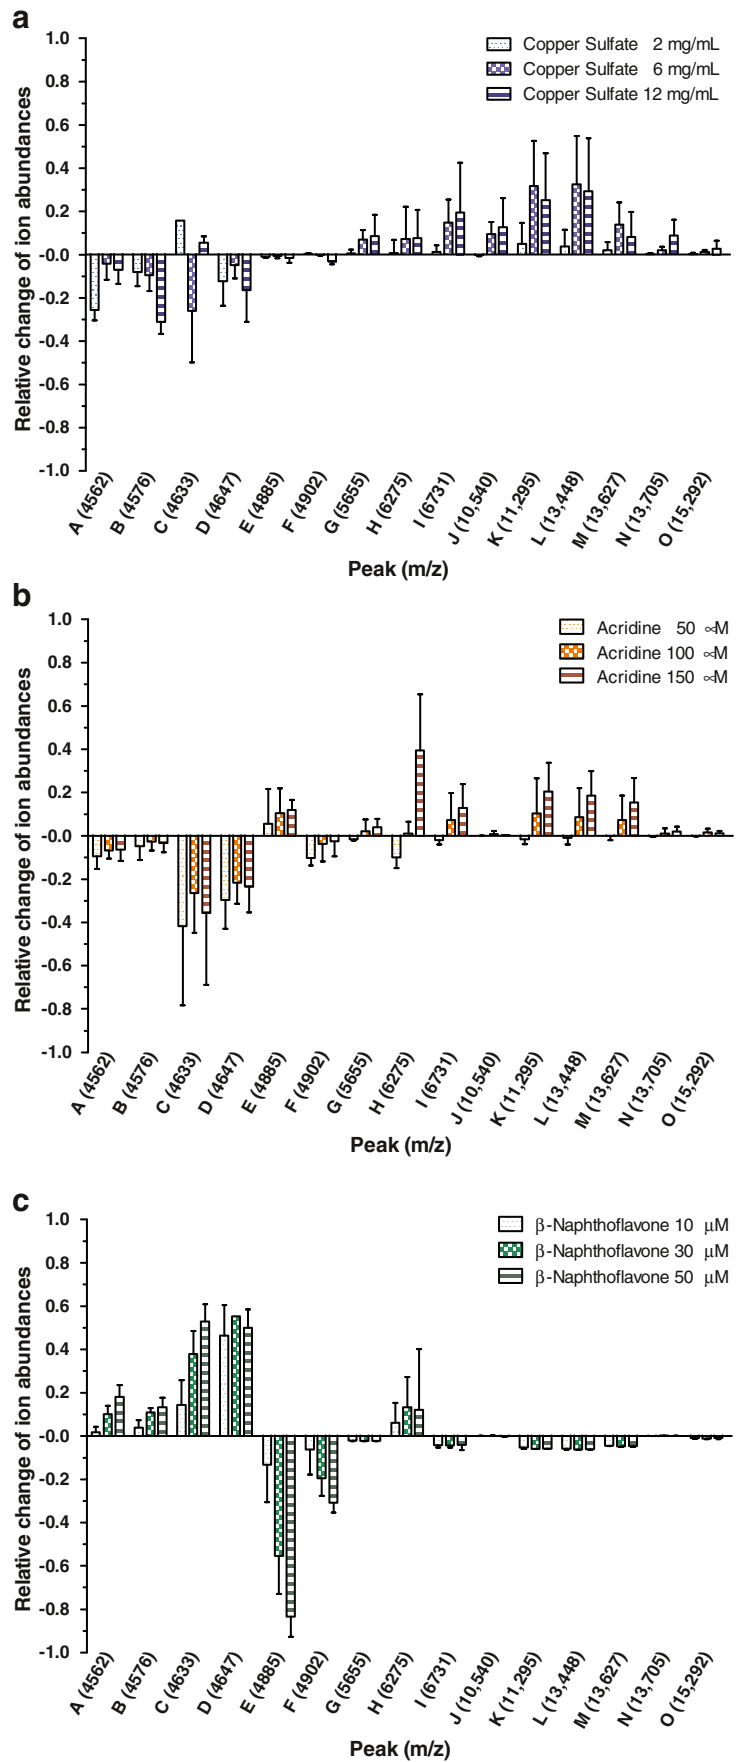 a
Copper Sulfate 2 mg/mL
Copper Sulfate 6 mg/mL
Copper Sulfate 12 mg/mL
Relative change of ion abundances
1.0
0.8
0.6
0.4
0.2
-0.0
-0.2
-0.4
-0.6
-0.8
-1.0
A (4562)
B (4576)
C (4633)
D (4647)
E (4885)
F (4902)
G (5655)
H (6275)
I (6731)
J (10,540)
K (11,295)
L (13,448)
M (13,627)
N (13,705)
O (15,292)
Peak (m/z)
b
Acridine 50 ∝M
Acridine 100 ∝M
Acridine 150 ∝M
Relative change of ion abundances
1.0
0.8
0.6
0.4
0.2
-0.0
-0.2
-0.4
-0.6
-0.8
-1.0
A (4562)
B (4576)
C (4633)
D (4647)
E (4885)
F (4902)
G (5655)
H (6275)
I (6731)
J (10,540)
K (11,295)
L (13,448)
M (13,627)
N (13,705)
O (15,292)
Peak (m/z)
c
β-Naphthoflavone 10 μM
β-Naphthoflavone 30 μM
β-Naphthoflavone 50 μM
Relative change of ion abundances
1.0
0.8
0.6
0.4
0.2
-0.0
-0.2
-0.4
-0.6
-0.8
-1.0
A (4562)
B (4576)
C (4633)
D (4647)
E (4885)
F (4902)
G (5655)
H (6275)
I (6731)
J (10,540)
K (11,295)
L (13,448)
M (13,627)
N (13,705)
O (15,292)
Peak (m/z)